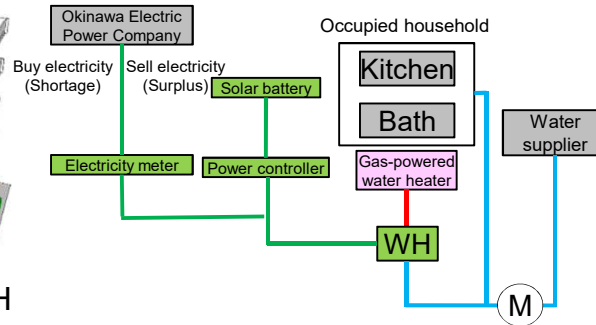 Okinawa Electric
Power Company
Occupied household
Buy electricity
(Shortage)
Sell electricity
(Surplus)
Solar battery
Kitchen
Bath
Water
supplier
Electricity meter
Power controller
Gas-powered
water heater
WH
H
M